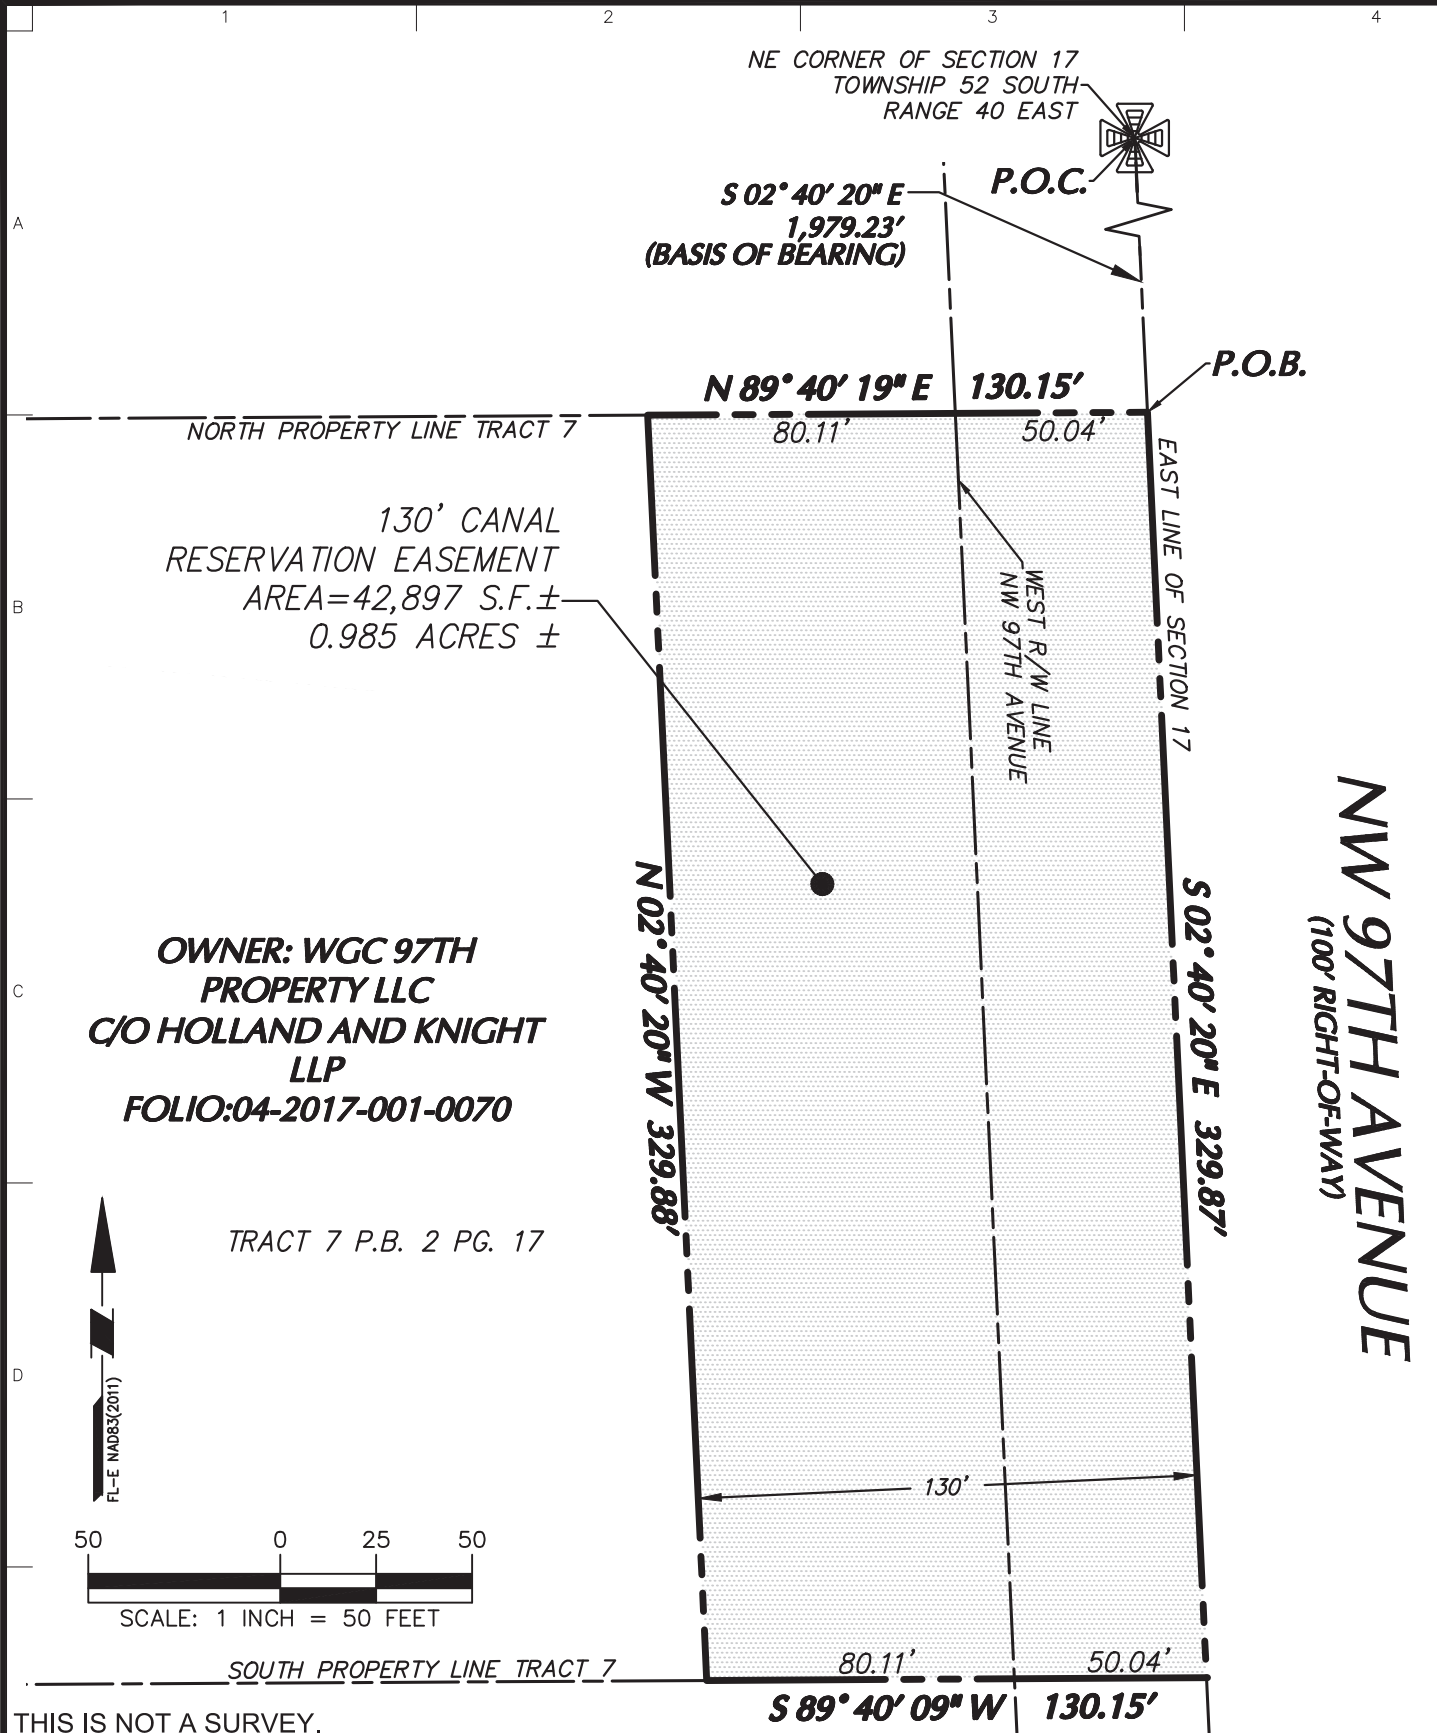 1 2 3 4
NE CORNER OF SECTION 17
TOWNSHIP 52 SOUTH
RANGE 40 EAST
P.O.C.
A
S 02° 40' 20" E
1,979.23'
(BASIS OF BEARING)
P.O.B.
N 89° 40' 19" E 130.15'
NORTH PROPERTY LINE TRACT 7
80.11'
50.04'
EAST LINE OF SECTION 17
130' CANAL
RESERVATION EASEMENT
AREA=42,897 S.F.±
0.985 ACRES ±
B
WEST R/W LINE
NW 97TH AVENUE
NW 97TH AVENUE
(100' RIGHT-OF-WAY)
N 02° 40' 20" W 329.88'
S 02° 40' 20" E 329.87'
OWNER: WGC 97TH
PROPERTY LLC
C/O HOLLAND AND KNIGHT
LLP
FOLIO:04-2017-001-0070
C
TRACT 7 P.B. 2 PG. 17
D
FL-E NAD83(2011)
130'
50 0 25 50
SCALE: 1 INCH = 50 FEET
SOUTH PROPERTY LINE TRACT 7
80.11'
50.04'
S 89° 40' 09" W 130.15'
THIS IS NOT A SURVEY.